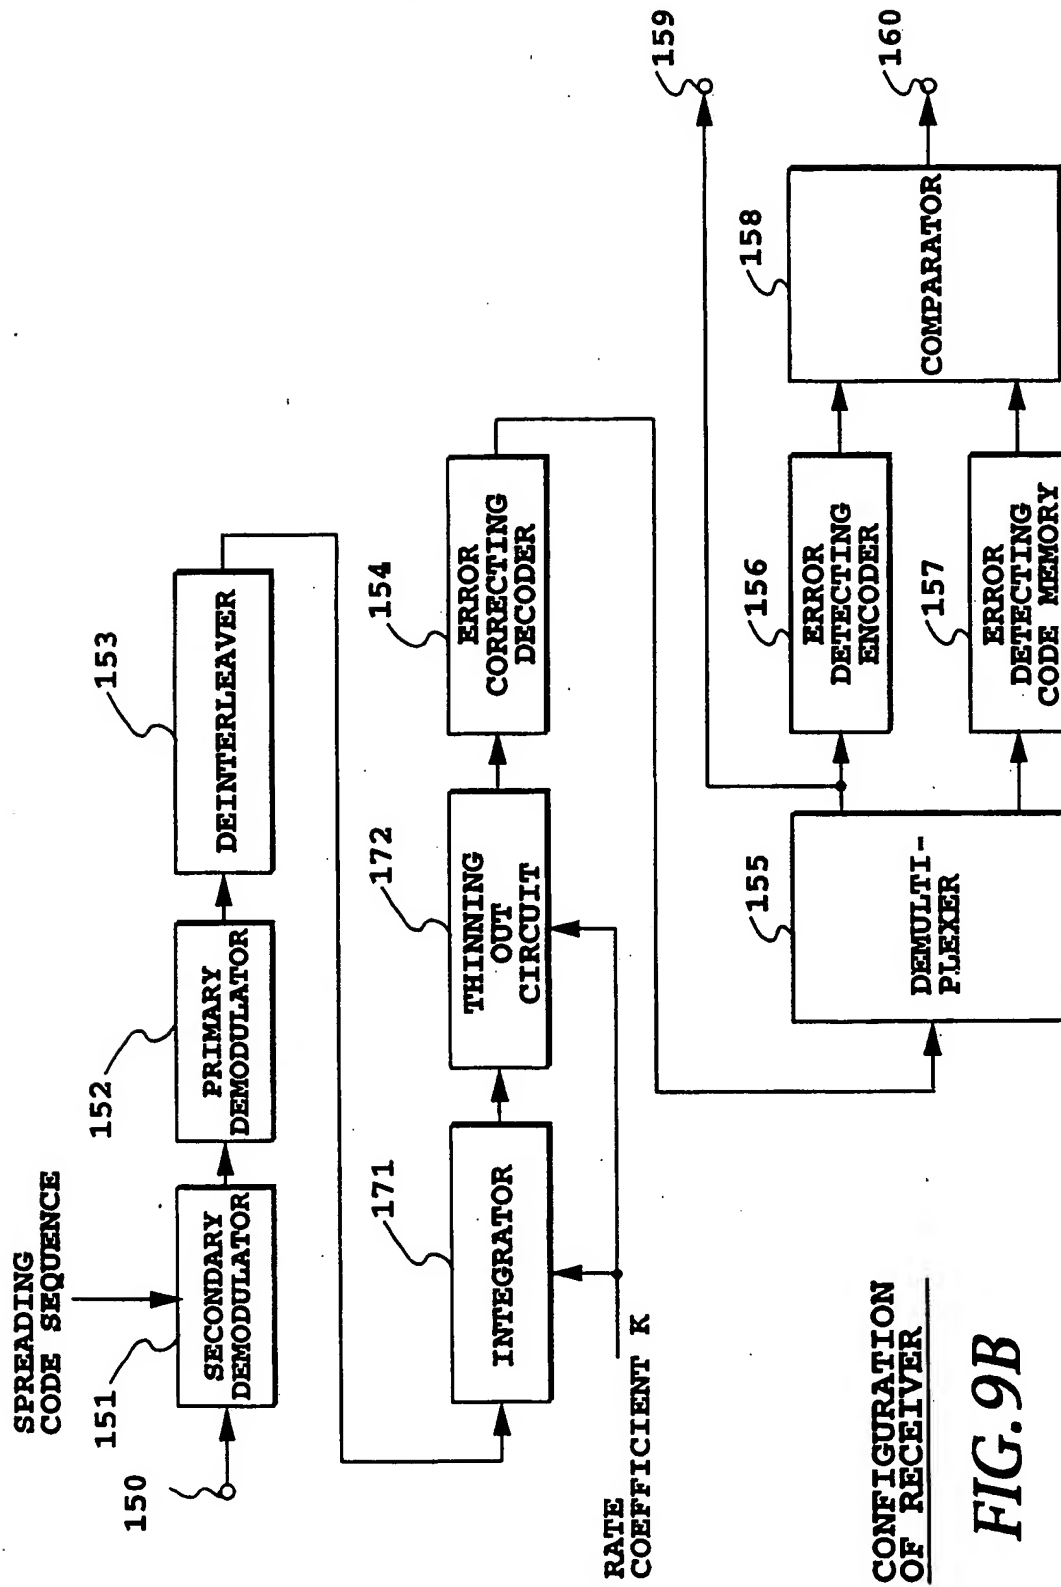 SPREADING
CODE SEQUENCE
150
151
SECONDARY
DEMODULATOR
152
PRIMARY
DEMODULATOR
153
DEINTERLEAVER
RATE
COEFFICIENT K
171
INTEGRATOR
172
THINNING
OUT
CIRCUIT
154
ERROR
CORRECTING
DECODER
155
DEMULTI-
PLEXER
156
ERROR
DETECTING
ENCODER
157
ERROR
DETECTING
CODE MEMORY
158
COMPARATOR
159
160
CONFIGURATION
OF RECEIVER
FIG.9B